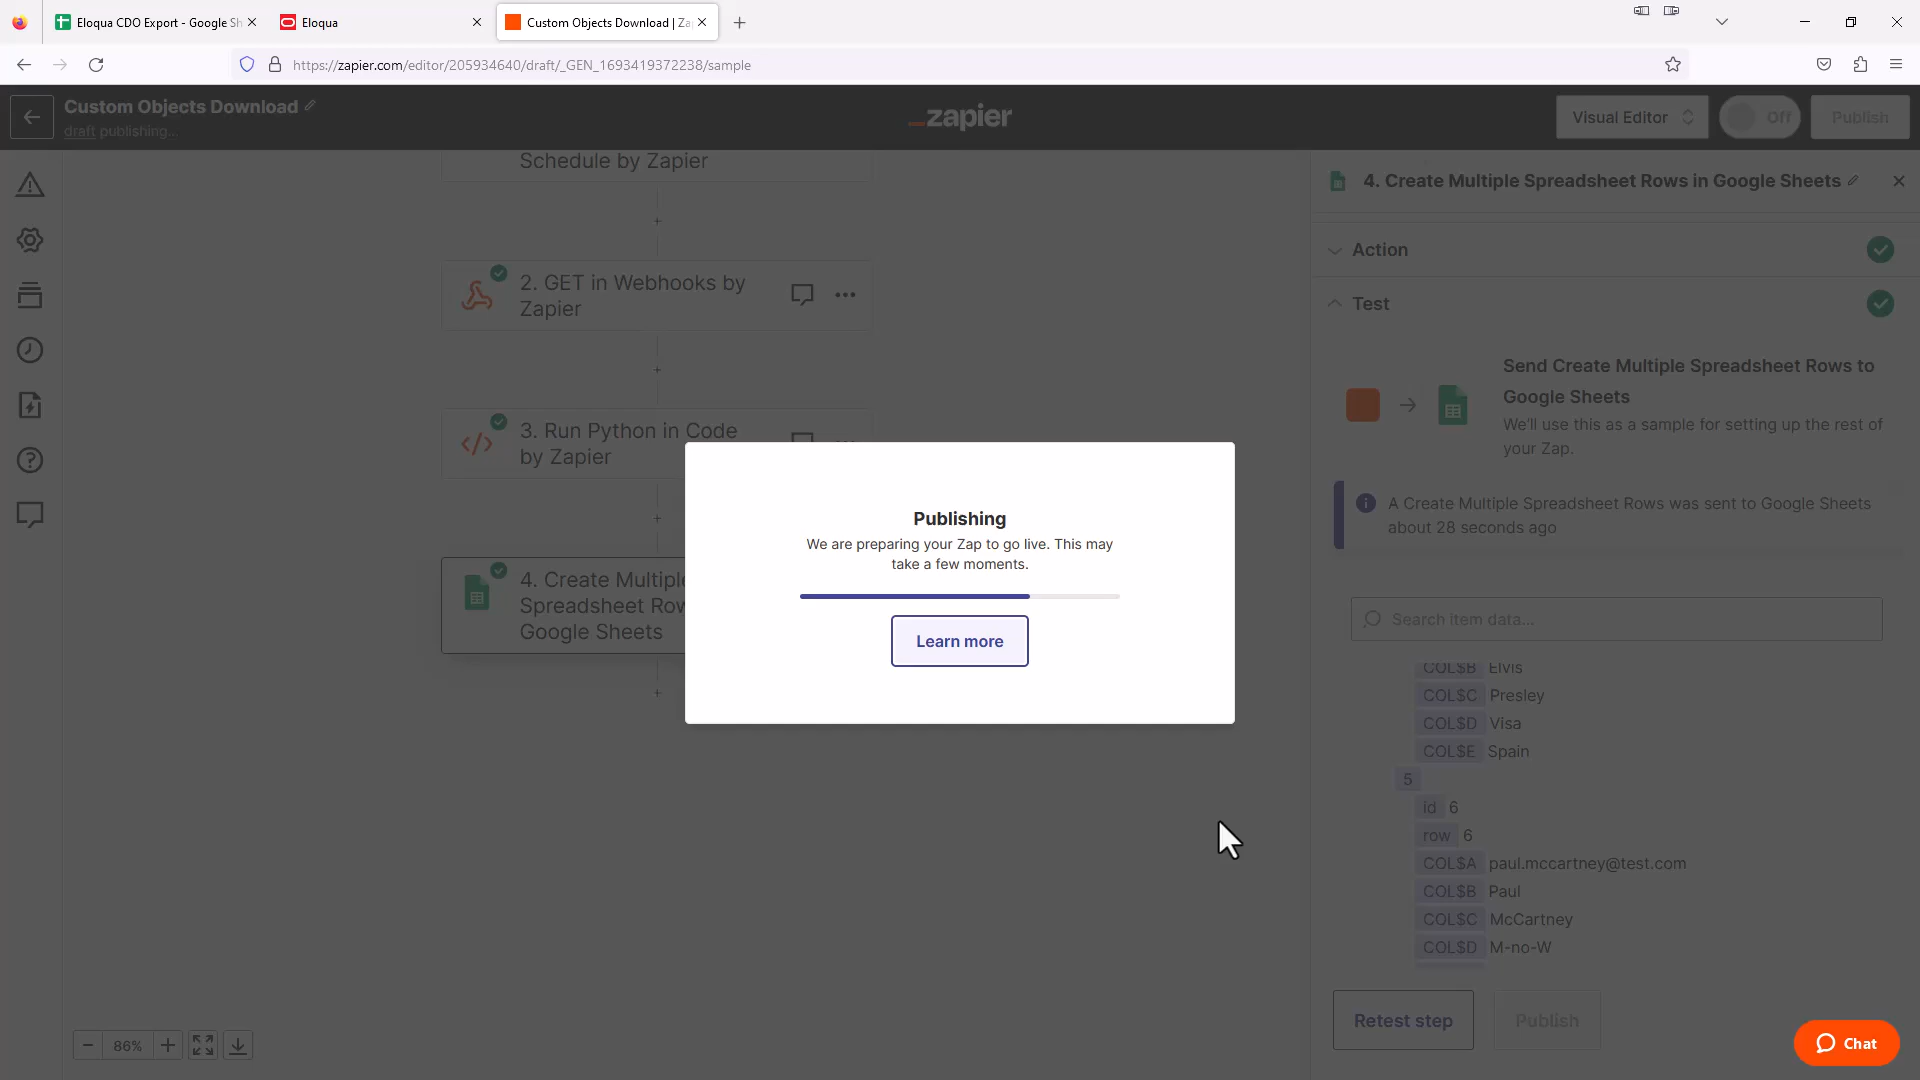 Eloqua CDO Export - Google Sh
Eloqua
Custom Objects Download | Za
https://zapier.com/editor/205934640/draft/_GEN_1693419372238/sample
Custom Objects Download
draft publishing...
_zapier
Visual Editor
Off
Publish
Schedule by Zapier
2. GET in Webhooks by
Zapier
3. Run Python in Code
by Zapier
4. Create Multiple
Spreadsheet Row
Google Sheets
86%
Publishing
We are preparing your Zap to go live. This may
take a few moments.
Learn more
4. Create Multiple Spreadsheet Rows in Google Sheets
Action
Test
Send Create Multiple Spreadsheet Rows to
Google Sheets
We'll use this as a sample for setting up the rest of
your Zap.
A Create Multiple Spreadsheet Rows was sent to Google Sheets
about 28 seconds ago
Search item data...
COL$B Elvis
COL$C Presley
COL$D Visa
COL$E Spain
5
id 6
row 6
COL$A paul.mccartney@test.com
COL$B Paul
COL$C McCartney
COL$D M-no-W
Retest step
Publish
Chat